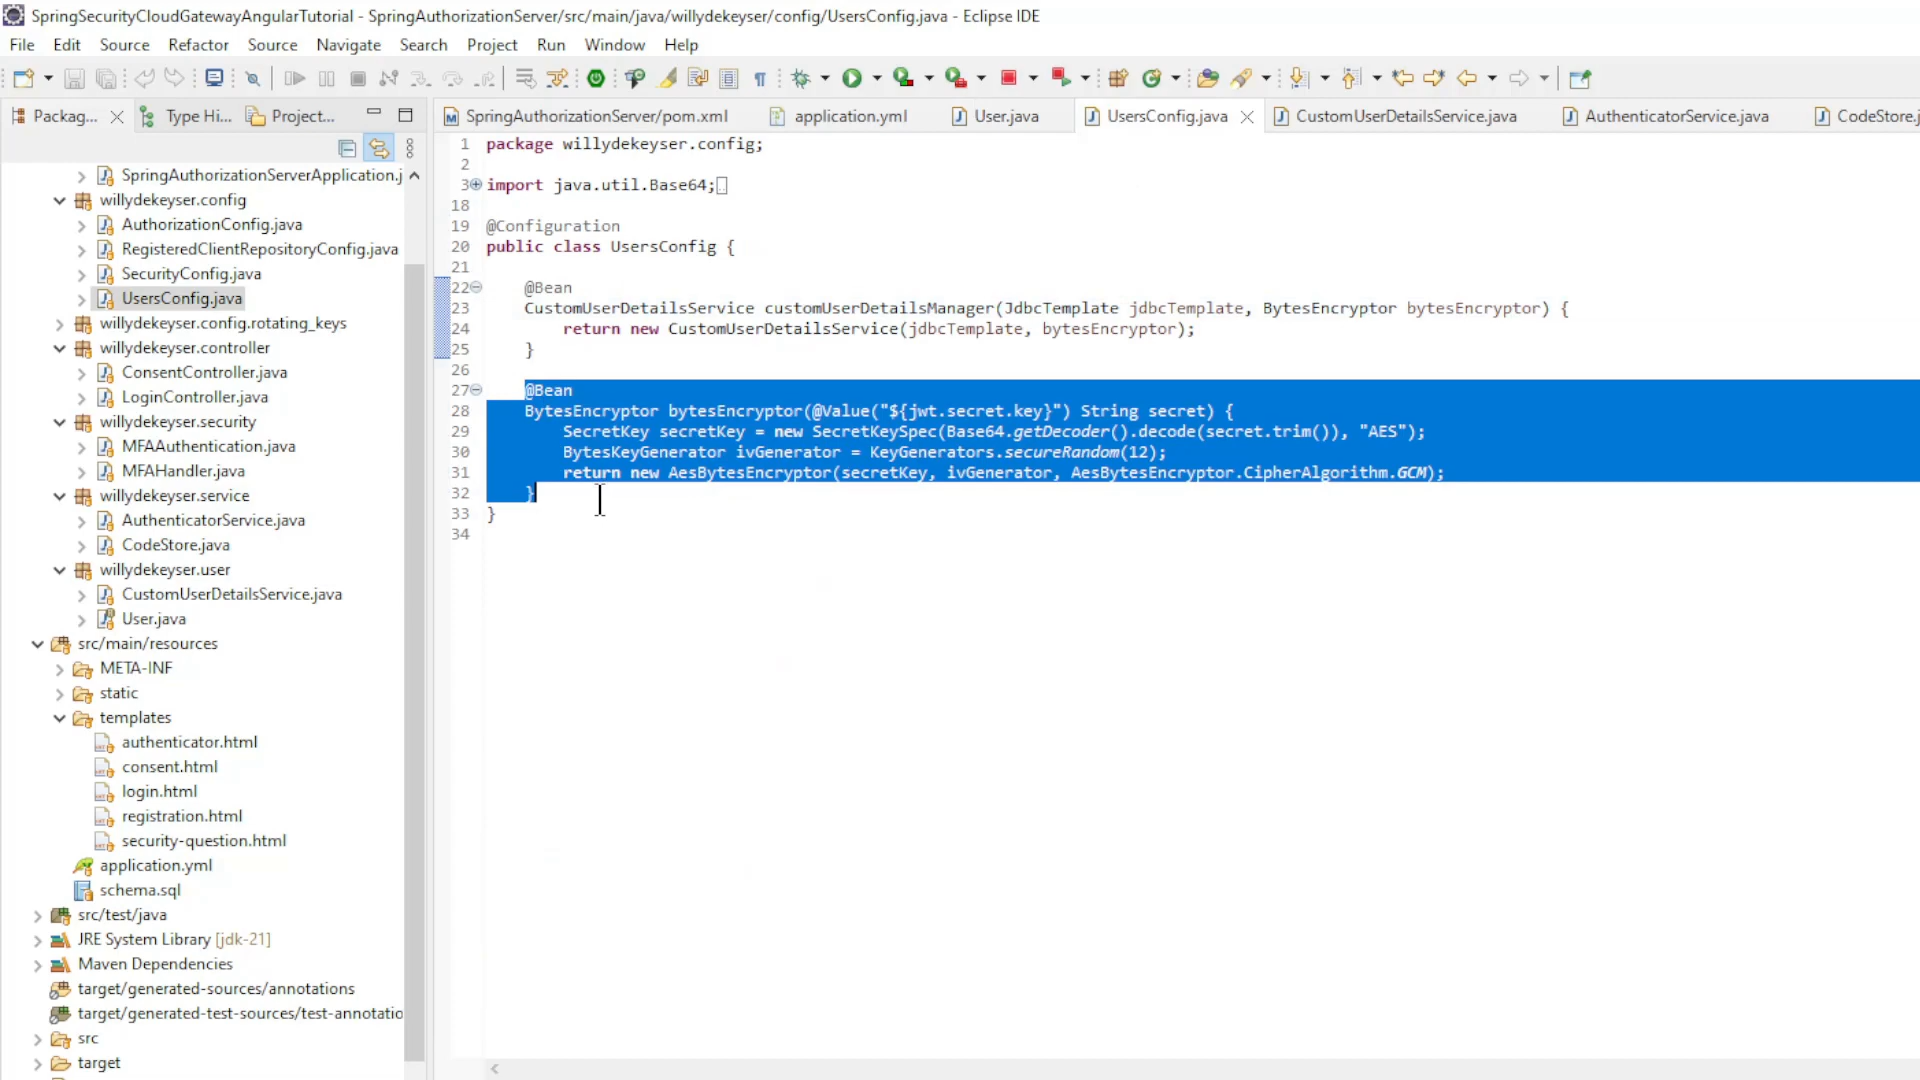 SpringSecurityCloudGatewayAngularTutorial - SpringAuthorizationServer/src/main/java/willydekeyser/config/UsersConfig.java - Eclipse IDE
File Edit Source Refactor Source Navigate Search Project Run Window Help
Packag... Type Hi... Project...
SpringAuthorizationServer/pom.xml application.yml User.java UsersConfig.java CustomUserDetailsService.java AuthenticatorService.java CodeStore.j
SpringAuthorizationServerApplication.j
willydekeyser.config
AuthorizationConfig.java
RegisteredClientRepositoryConfig.java
SecurityConfig.java
UsersConfig.java
willydekeyser.config.rotating_keys
willydekeyser.controller
ConsentController.java
LoginController.java
willydekeyser.security
MFAAuthentication.java
MFAHandler.java
willydekeyser.service
AuthenticatorService.java
CodeStore.java
willydekeyser.user
CustomUserDetailsService.java
User.java
src/main/resources
META-INF
static
templates
authenticator.html
consent.html
login.html
registration.html
security-question.html
application.yml
schema.sql
src/test/java
JRE System Library [jdk-21]
Maven Dependencies
target/generated-sources/annotations
target/generated-test-sources/test-annotatio
src
target
1 package willydekeyser.config;
2
3 import java.util.Base64;
18
19 @Configuration
20 public class UsersConfig {
21
22 @Bean
23 CustomUserDetailsService customUserDetailsManager(JdbcTemplate jdbcTemplate, BytesEncryptor bytesEncryptor) {
24 return new CustomUserDetailsService(jdbcTemplate, bytesEncryptor);
25 }
26
27 @Bean
28 BytesEncryptor bytesEncryptor(@Value("${jwt.secret.key}") String secret) {
29 SecretKey secretKey = new SecretKeySpec(Base64.getDecoder().decode(secret.trim()), "AES");
30 BytesKeyGenerator ivGenerator = KeyGenerators.secureRandom(12);
31 return new AesBytesEncryptor(secretKey, ivGenerator, AesBytesEncryptor.CipherAlgorithm.GCM);
32 }
33 }
34